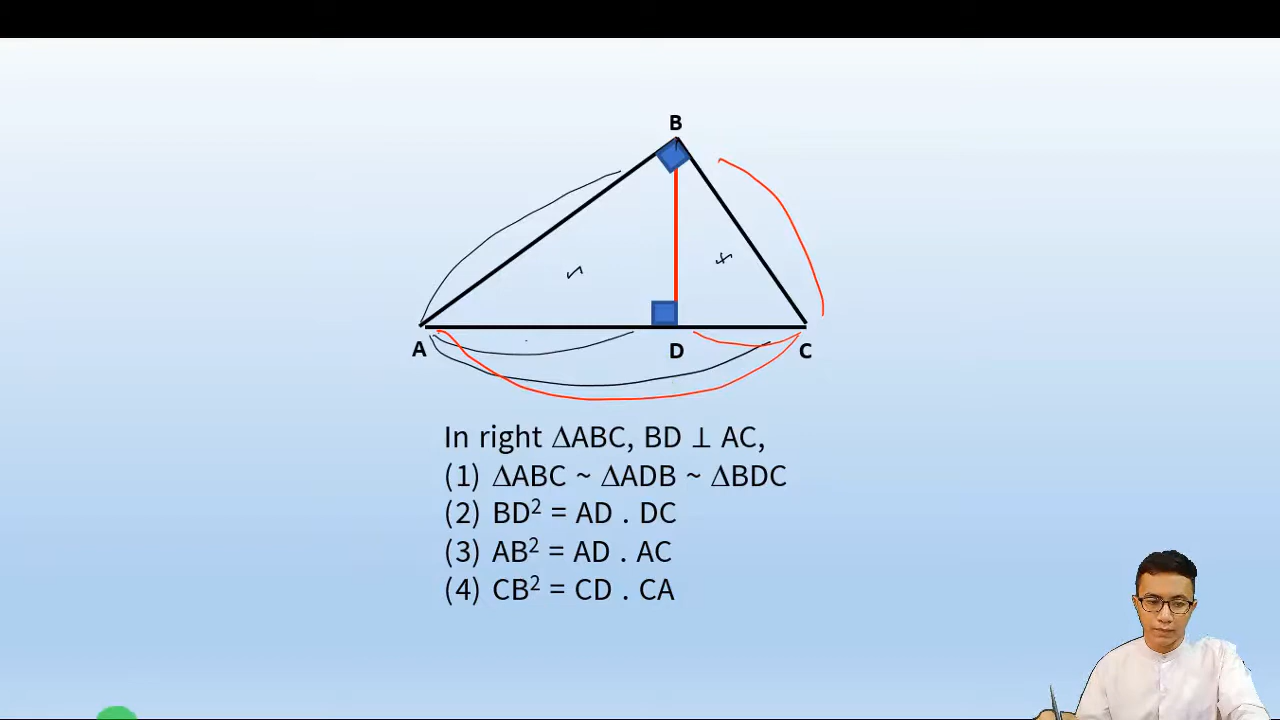 B
A
D
C
In right ΔABC, BD ⊥ AC,
(1) ΔABC ~ ΔADB ~ ΔBDC
(2) BD² = AD . DC
(3) AB² = AD . AC
(4) CB² = CD . CA